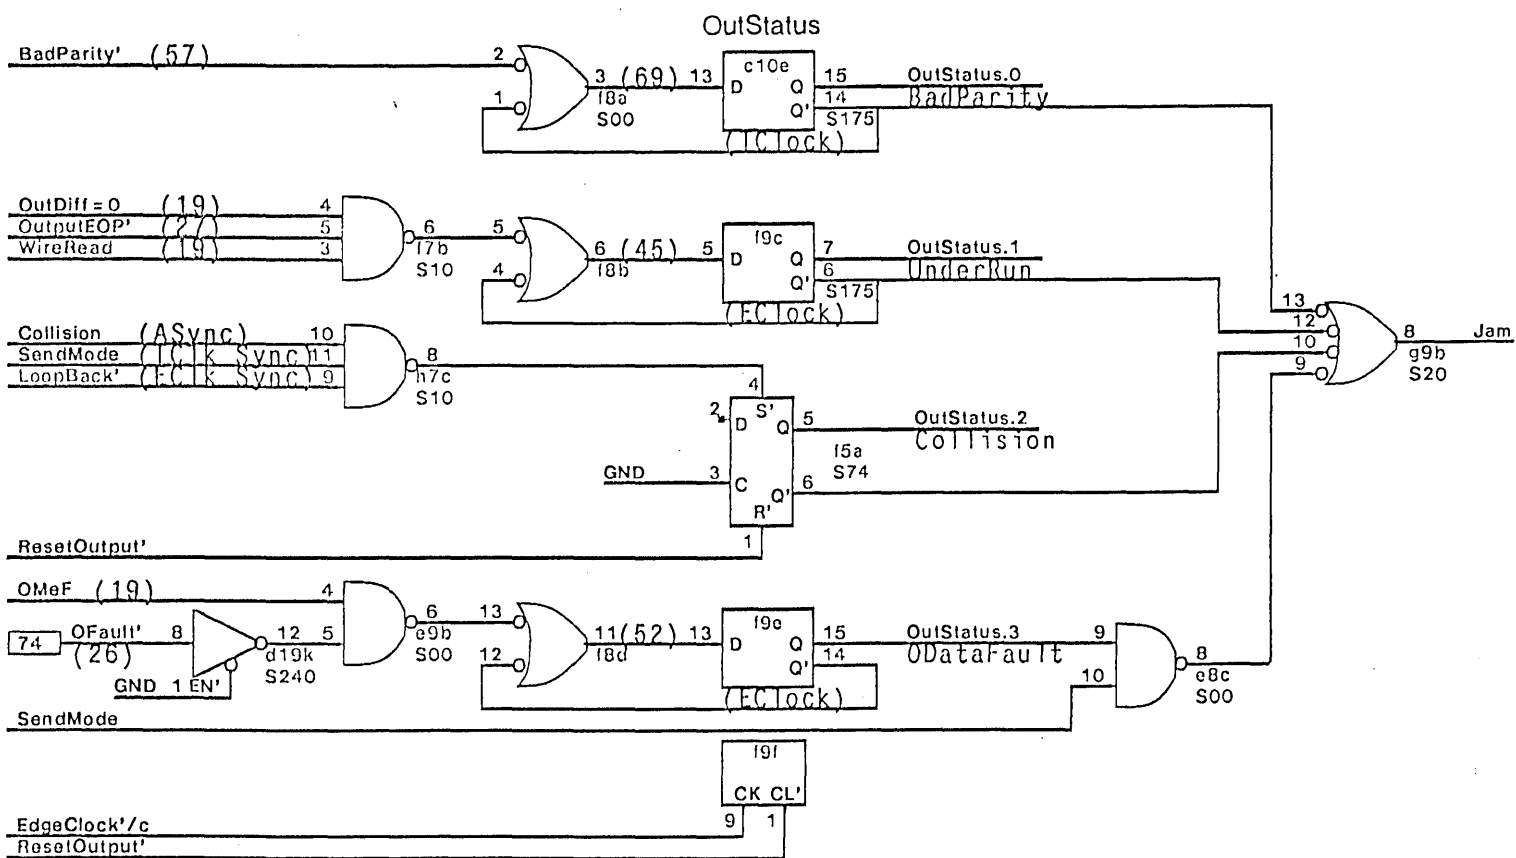 OutStatus
BadParity' (57)
2
1
3 (69) 13
f8a
S00
c10e
D Q
Q'
15 OutStatus.0
14 BadParity
S175
(IClock)
OutDiff=0 (19) 4
OutputEOP' (27) 5
WireRead (19) 3
6
f7b
S10
5
4
6 (45) 5
f8b
f9c
D Q
Q'
7 OutStatus.1
6 UnderRun
S175
(EClock)
Collision (ASync) 10
SendMode (IClk Sync) 11
LoopBack' (EClk Sync) 9
8
h7c
S10
13
12
10
9
8 Jam
g9b
S20
4
2
S'
D Q
5 OutStatus.2
Collision
f5a
S74
GND 3
C Q'
6
R'
1
ResetOutput'
OMeF (19) 4
74 OFault' 8
(26)
12 5
d19k
S240
GND 1 EN'
6 13
e9b
S00
12
11 (52) 13
f8d
f9e
D Q
Q'
15 OutStatus.3 9
14 ODataFault
(EClock)
10
8
e8c
S00
SendMode
f9f
CK CL'
9 1
EdgeClock'/c
ResetOutput'